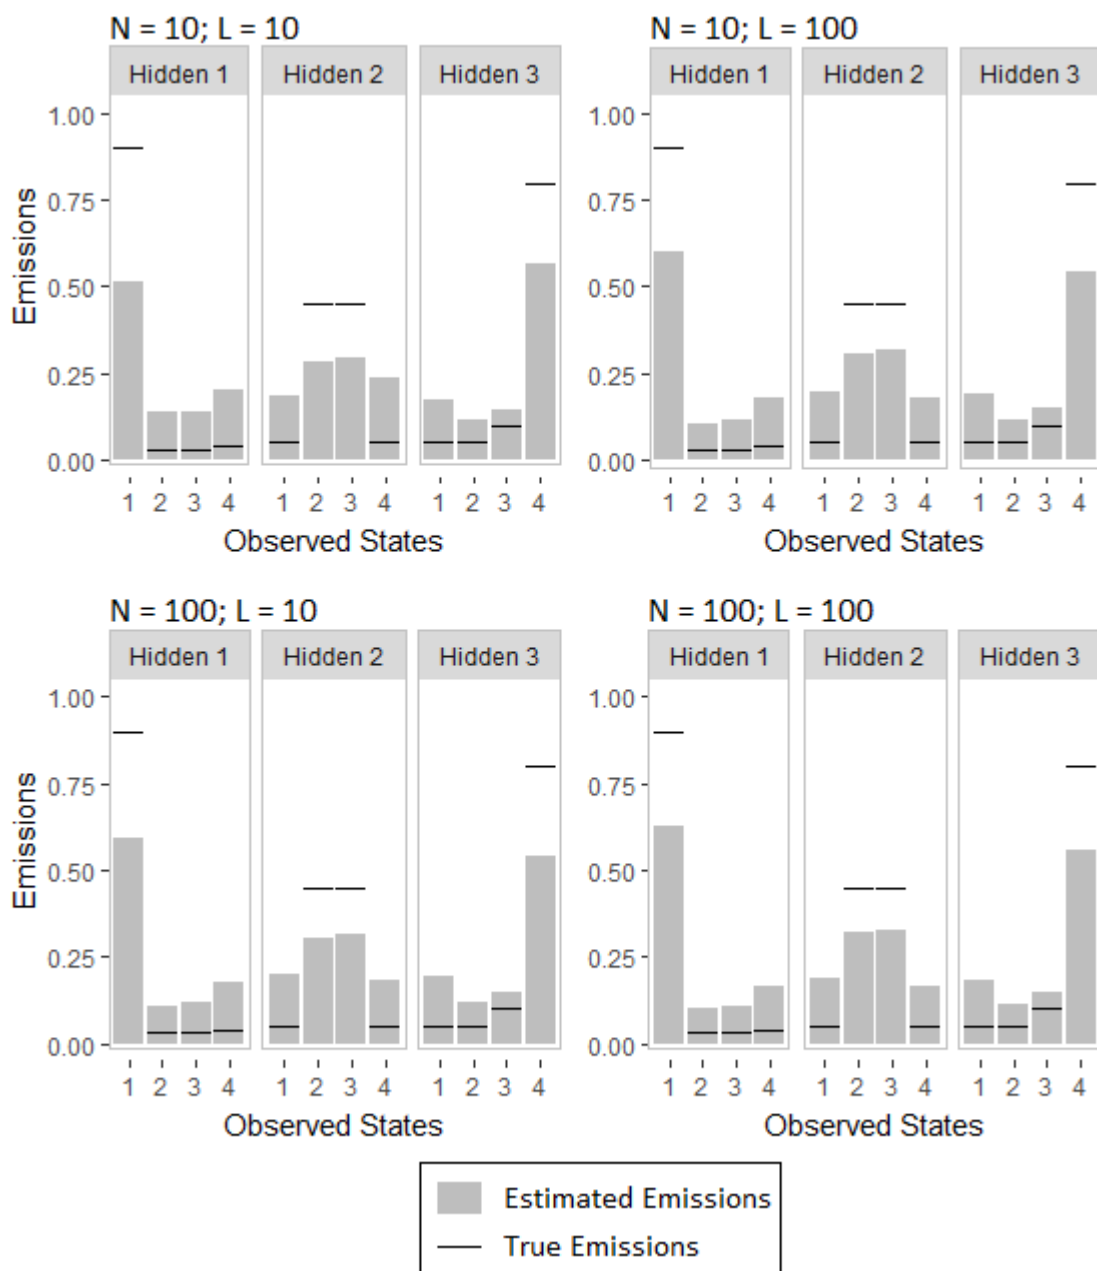 N = 10; L = 10
N = 10; L = 100
Hidden 1 Hidden 2 Hidden 3
Hidden 1 Hidden 2 Hidden 3
Emissions
1.00
0.75
0.50
0.25
0.00
1.00
0.75
0.50
0.25
0.00
1 2 3 4 1 2 3 4 1 2 3 4
1 2 3 4 1 2 3 4 1 2 3 4
Observed States
Observed States
N = 100; L = 10
N = 100; L = 100
Hidden 1 Hidden 2 Hidden 3
Hidden 1 Hidden 2 Hidden 3
Emissions
1.00
0.75
0.50
0.25
0.00
1.00
0.75
0.50
0.25
0.00
1 2 3 4 1 2 3 4 1 2 3 4
1 2 3 4 1 2 3 4 1 2 3 4
Observed States
Observed States
Estimated Emissions
True Emissions